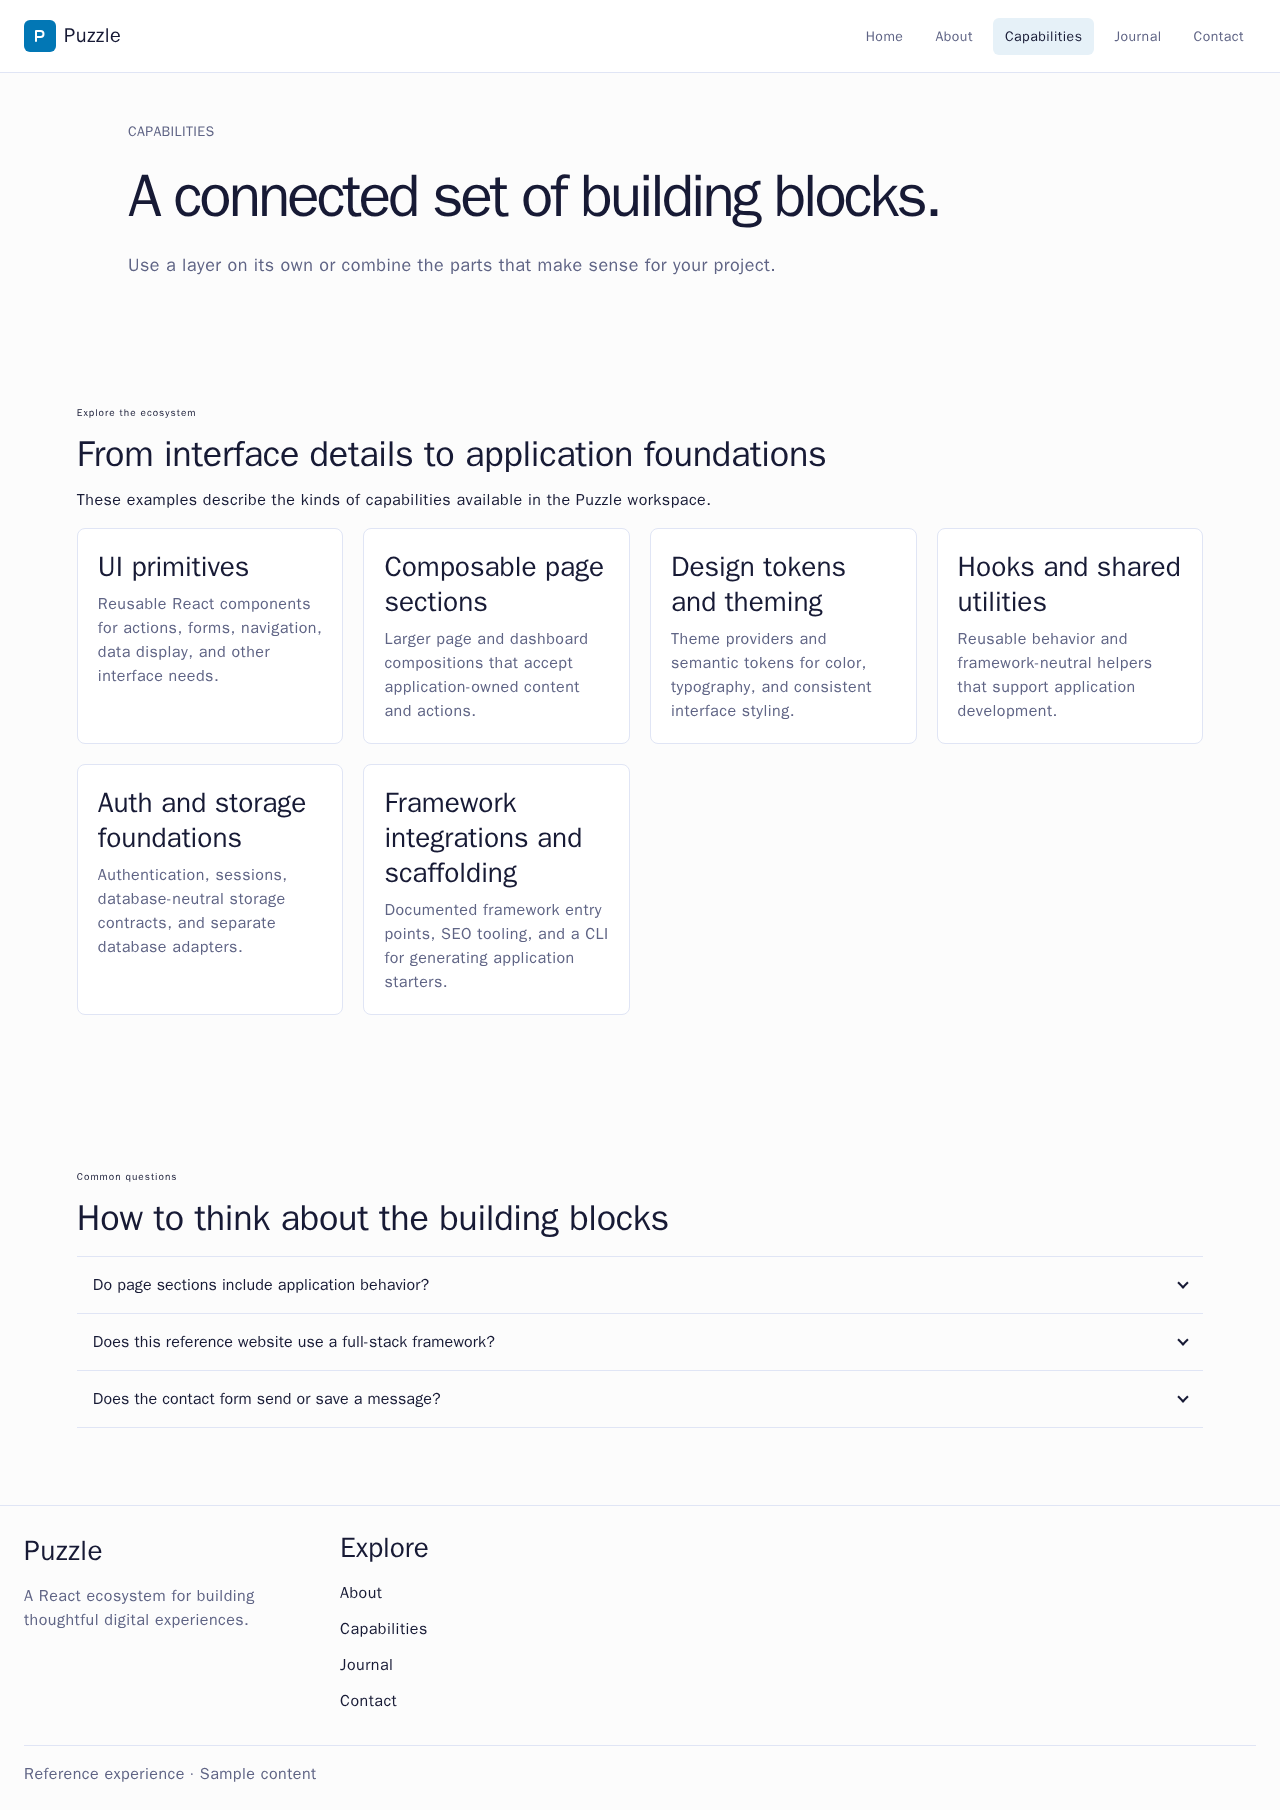 P Puzzle
Home About Capabilities Journal Contact
CAPABILITIES
A connected set of building blocks.
Use a layer on its own or combine the parts that make sense for your project.
Explore the ecosystem
From interface details to application foundations
These examples describe the kinds of capabilities available in the Puzzle workspace.
UI primitives
Reusable React components
for actions, forms, navigation,
data display, and other
interface needs.
Composable page
sections
Larger page and dashboard
compositions that accept
application-owned content
and actions.
Design tokens
and theming
Theme providers and
semantic tokens for color,
typography, and consistent
interface styling.
Hooks and shared
utilities
Reusable behavior and
framework-neutral helpers
that support application
development.
Auth and storage
foundations
Authentication, sessions,
database-neutral storage
contracts, and separate
database adapters.
Framework
integrations and
scaffolding
Documented framework entry
points, SEO tooling, and a CLI
for generating application
starters.
Common questions
How to think about the building blocks
Do page sections include application behavior?
Does this reference website use a full-stack framework?
Does the contact form send or save a message?
Puzzle
A React ecosystem for building
thoughtful digital experiences.
Explore
About
Capabilities
Journal
Contact
Reference experience · Sample content